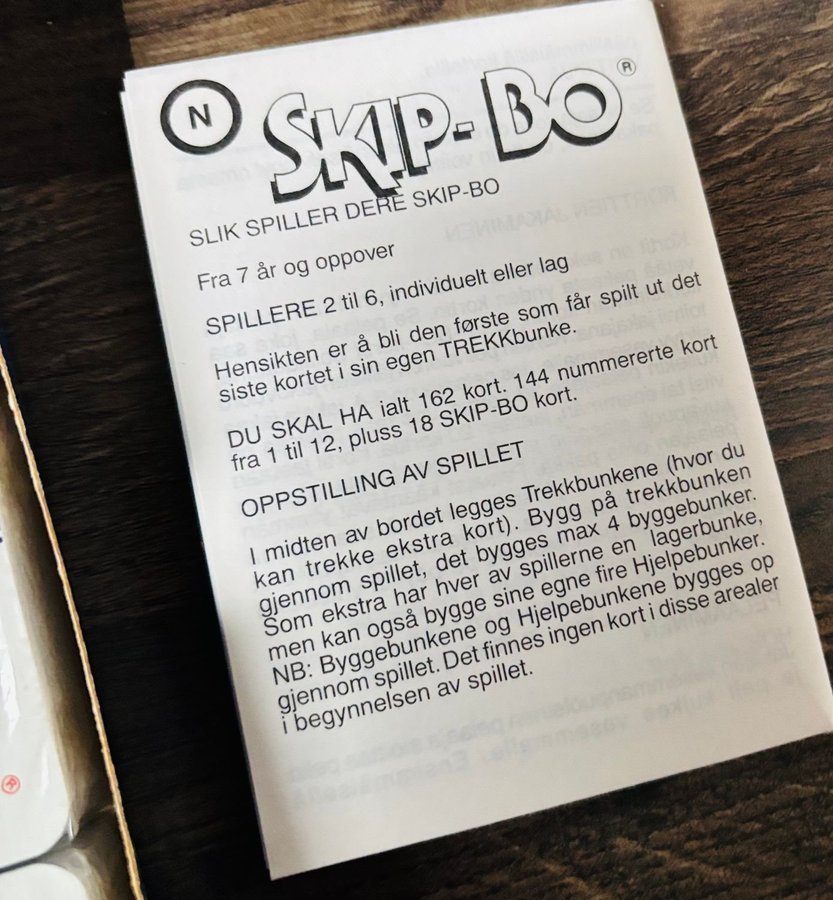 N
SKIP-BO®
SLIK SPILLER DERE SKIP-BO
Fra 7 år og oppover
SPILLERE 2 til 6, individuelt eller lag
Hensikten er å bli den første som får spilt ut det
siste kortet i sin egen TREKKbunke.
DU SKAL HA ialt 162 kort. 144 nummererte kort
fra 1 til 12, pluss 18 SKIP-BO kort.
OPPSTILLING AV SPILLET
I midten av bordet legges Trekkbunkene (hvor du
kan trekke ekstra kort). Bygg på trekkbunken
gjennom spillet, det bygges max 4 byggebunker.
Som ekstra har hver av spillerne en lagerbunke,
men kan også bygge sine egne fire Hjelpebunker.
NB: Byggebunkene og Hjelpebunkene bygges op
gjennom spillet. Det finnes ingen kort i disse arealer
i begynnelsen av spillet.
®